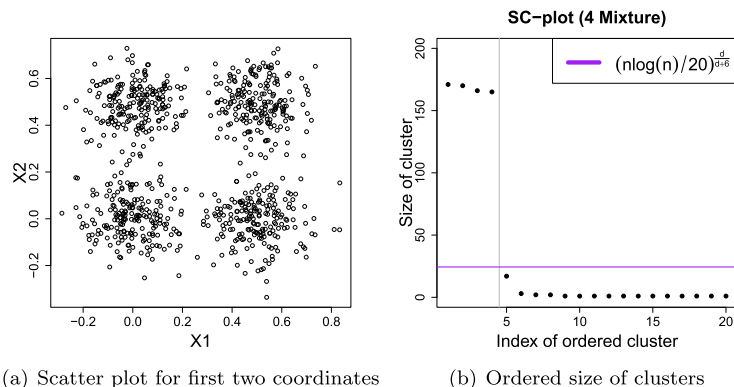 SC−plot (4 Mixture)
(nlog(n)/20)^{d/(d+6)}
X2
−0.2 0.0 0.2 0.4 0.6
−0.2 0.0 0.2 0.4 0.6 0.8
X1
Size of cluster
0 50 100 150 200
5 10 15 20
Index of ordered cluster
(a) Scatter plot for first two coordinates
(b) Ordered size of clusters